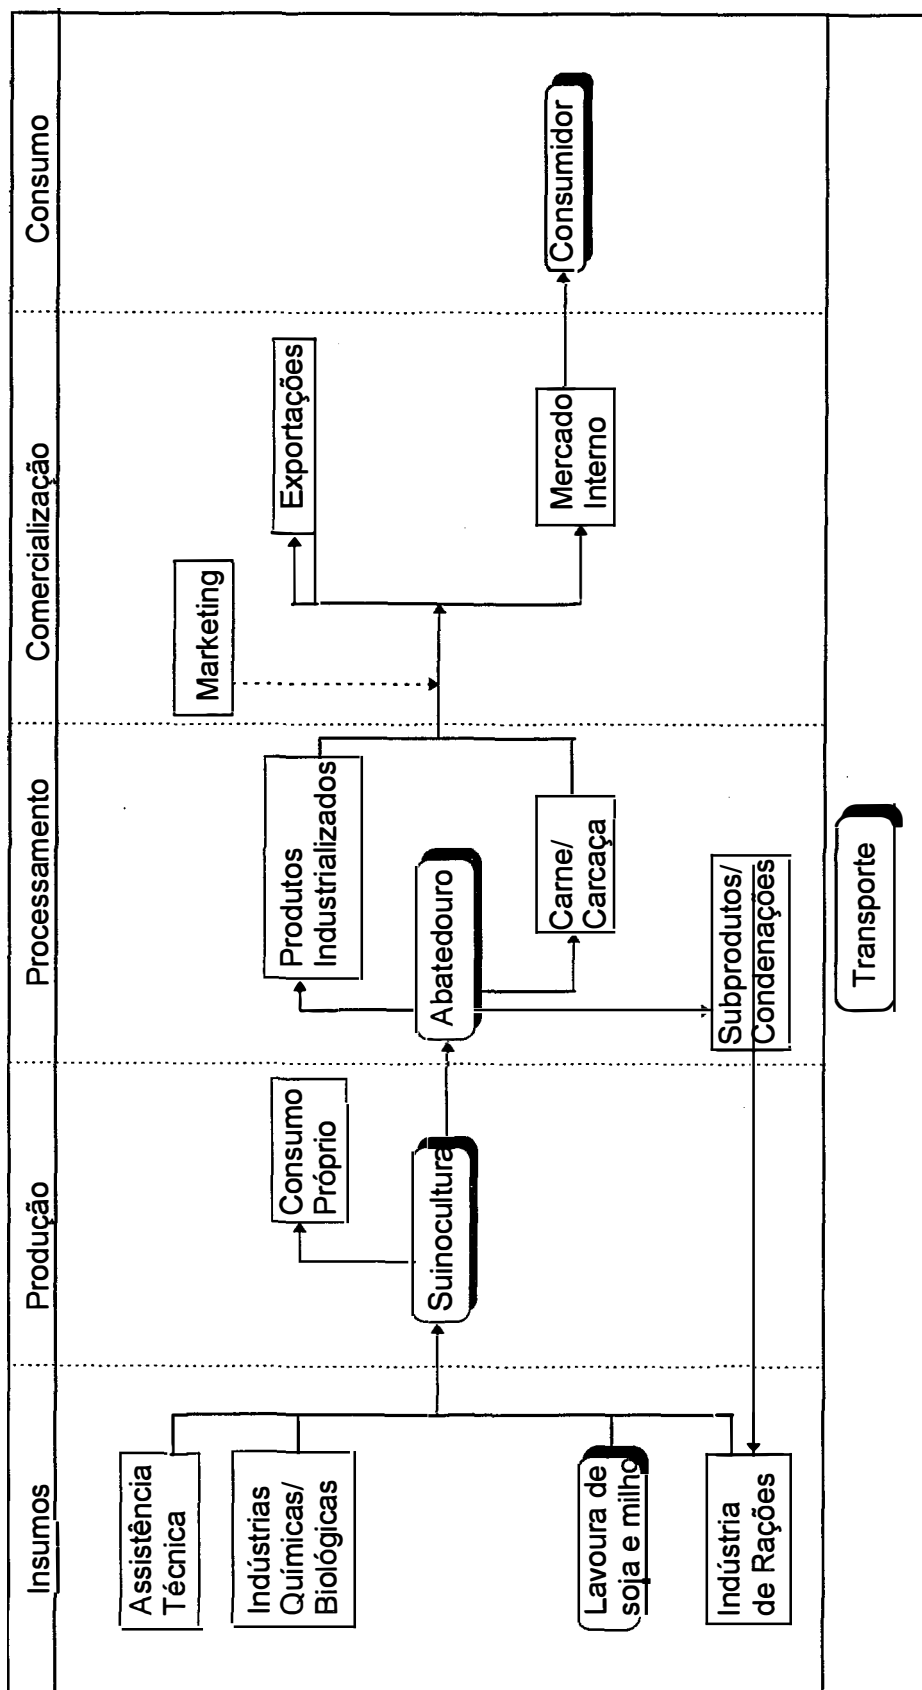 Insumos
Produção
Processamento
Comercialização
Consumo
Assistência
Técnica
Indústrias
Químicas/
Biológicas
Lavoura de
soja e milho
Indústria
de Rações
Consumo
Próprio
Suinocultura
Produtos
Industrializados
Abatedouro
Carne/
Carcaça
Subprodutos/
Condenações
Marketing
Exportações
Mercado
Interno
Consumidor
Transporte